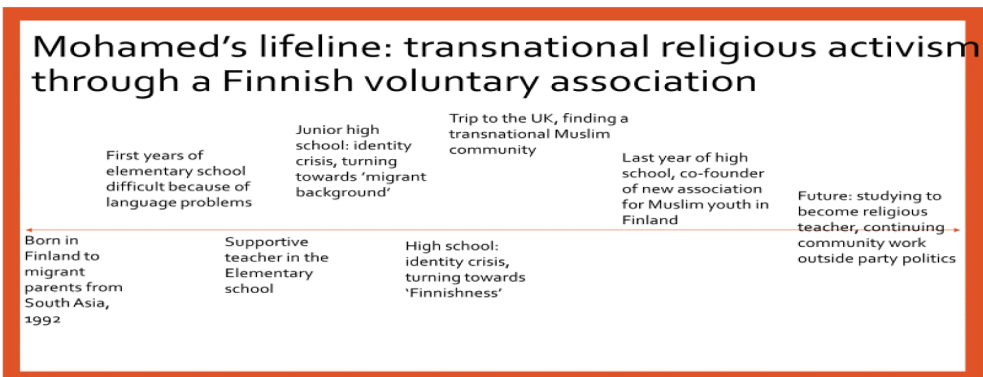 Mohamed’s lifeline: transnational religious activism
through a Finnish voluntary association
Born in
Finland to
migrant
parents from
South Asia,
1992
First years of
elementary school
difficult because of
language problems
Supportive
teacher in the
Elementary
school
Junior high
school: identity
crisis, turning
towards ‘migrant
background’
High school:
identity crisis,
turning towards
‘Finnishness’
Trip to the UK, finding a
transnational Muslim
community
Last year of high
school, co-founder
of new association
for Muslim youth in
Finland
Future: studying to
become religious
teacher, continuing
community work
outside party politics